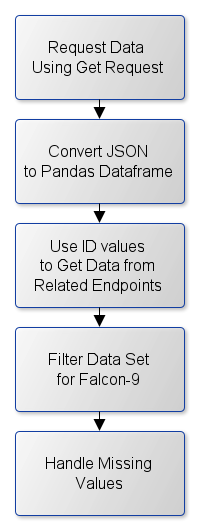 Request Data
Using Get Request
Convert JSON
to Pandas Dataframe
Use ID values
to Get Data from
Related Endpoints
Filter Data Set
for Falcon-9
Handle Missing
Values